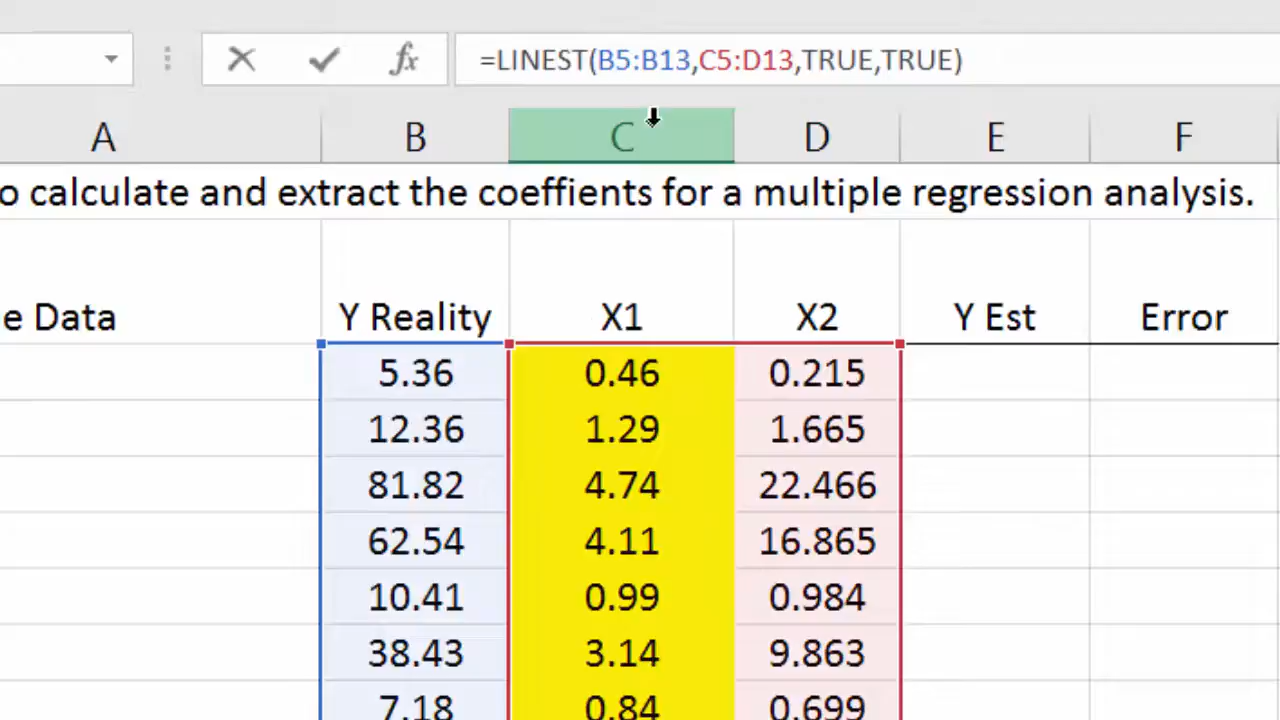 =LINEST(B5:B13,C5:D13,TRUE,TRUE)
A B C D E F
o calculate and extract the coeffients for a multiple regression analysis.
e Data Y Reality X1 X2 Y Est Error
5.36 0.46 0.215
12.36 1.29 1.665
81.82 4.74 22.466
62.54 4.11 16.865
10.41 0.99 0.984
38.43 3.14 9.863
7.18 0.84 0.699